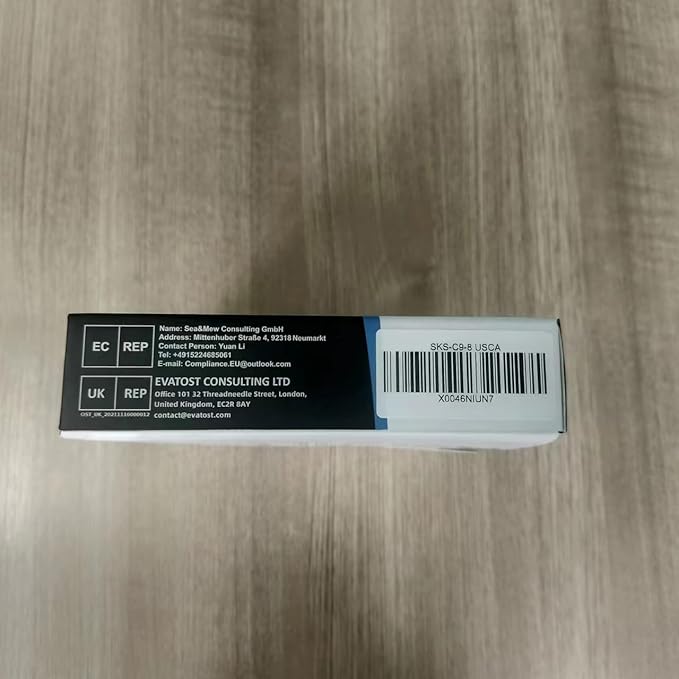 EC REP
Name: Sea&Mew Consulting GmbH
Address: Mittenhuber Straße 4, 92318 Neumarkt
Contact Person: Yuan Li
Tel: +4915224685061
E-mail: Compliance.EU@outlook.com
UK REP
OST_UK_20211116000012
EVATOST CONSULTING LTD
Office 101 32 Threadneedle Street, London,
United Kingdom, EC2R 8AY
contact@evatost.com
SKS-C9-8 USCA
X0046NIUN7